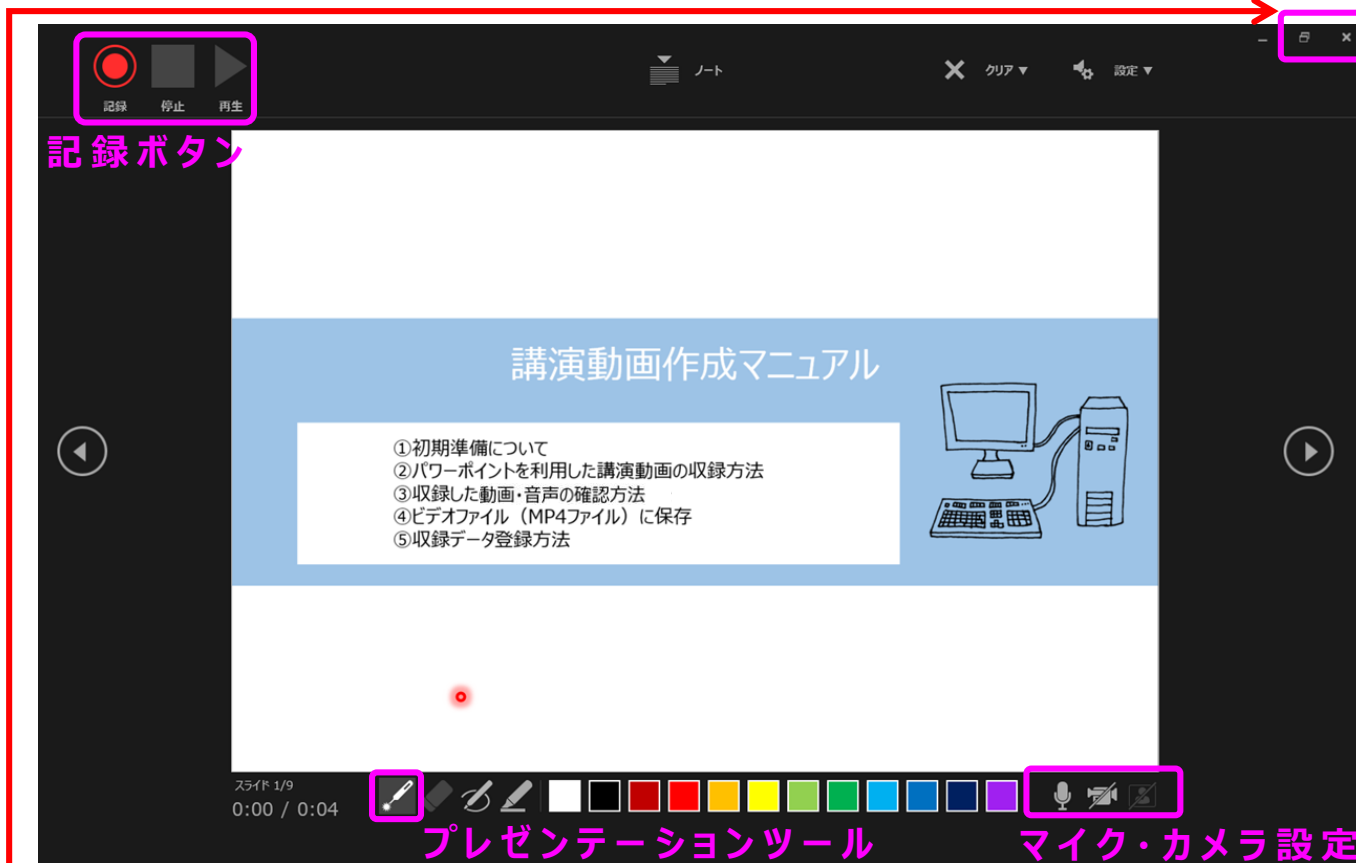 ノート
クリア
設定
記録 停止 再生
記録ボタン
講演動画作成マニュアル
①初期準備について
②パワーポイントを利用した講演動画の収録方法
③収録した動画・音声の確認方法
④ビデオファイル（MP4ファイル）に保存
⑤収録データ登録方法
スライド 1/9
0:00 / 0:04
プレゼンテーションツール
マイク・カメラ設定